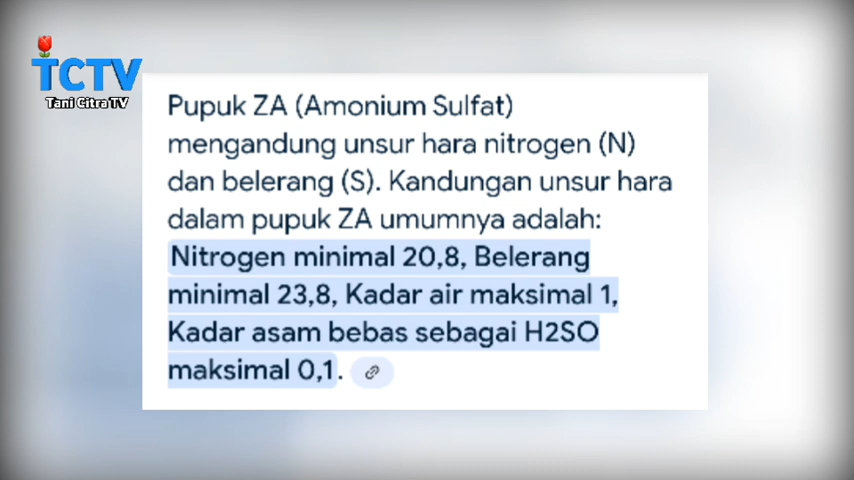 TCTV
Tani Citra TV
Pupuk ZA (Amonium Sulfat)
mengandung unsur hara nitrogen (N)
dan belerang (S). Kandungan unsur hara
dalam pupuk ZA umumnya adalah:
Nitrogen minimal 20,8, Belerang
minimal 23,8, Kadar air maksimal 1,
Kadar asam bebas sebagai H2SO
maksimal 0,1.